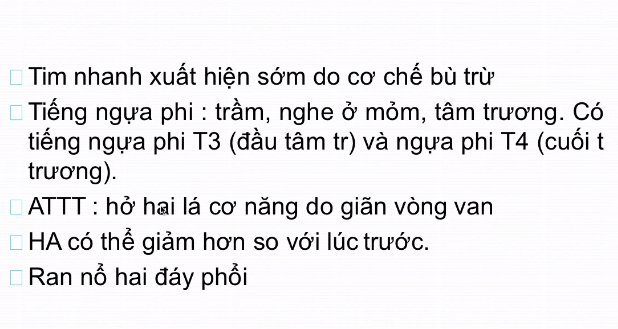 Tim nhanh xuất hiện sớm do cơ chế bù trừ
Tiếng ngựa phi : trầm, nghe ở mỏm, tâm trương. Có
tiếng ngựa phi T3 (đầu tâm tr) và ngựa phi T4 (cuối t
trương).
ATTT : hở hai lá cơ năng do giãn vòng van
HA có thể giảm hơn so với lúc trước.
Ran nổ hai đáy phổi